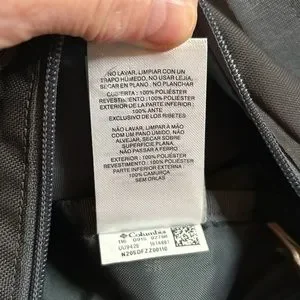 NO LAVAR, LIMPIAR CON UN
TRAPO HÚMEDO, NO USAR LEJÍA,
SECAR EN PLANO, NO PLANCHAR
CUBIERTA : 100% POLIÉSTER
REVESTIMIENTO : 100% POLIÉSTER
EXTERIOR DE LA PARTE INFERIOR : 100%
ANTE
EXCLUSIVO DE LOS RIBETES
NÃO LAVAR, LIMPAR À MÃO
COM UM PANO ÚMIDO, NÃO
ALVEJAR, SECAR SOBRE
SUPERFÍCIE PLANA,
NÃO PASSAR A FERRO
EXTERIOR : 100% POLIÉSTER
REVESTIMENTO : 100% POLIÉSTER
PARTE INFERIOR EXTERNA
100% CAMURÇA
SEM ORLAS
Columbia
UU9428
N205DFZZ00110